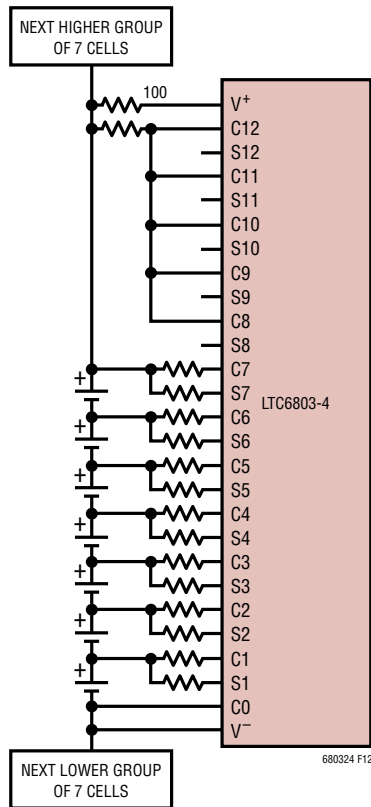 NEXT HIGHER GROUP
OF 7 CELLS
100
V+
C12
S12
C11
S11
C10
S10
C9
S9
C8
S8
C7
S7
C6
S6
C5
S5
C4
S4
C3
S3
C2
S2
C1
S1
C0
V−
LTC6803-4
+
+
+
+
+
+
+
NEXT LOWER GROUP
OF 7 CELLS
680324 F12